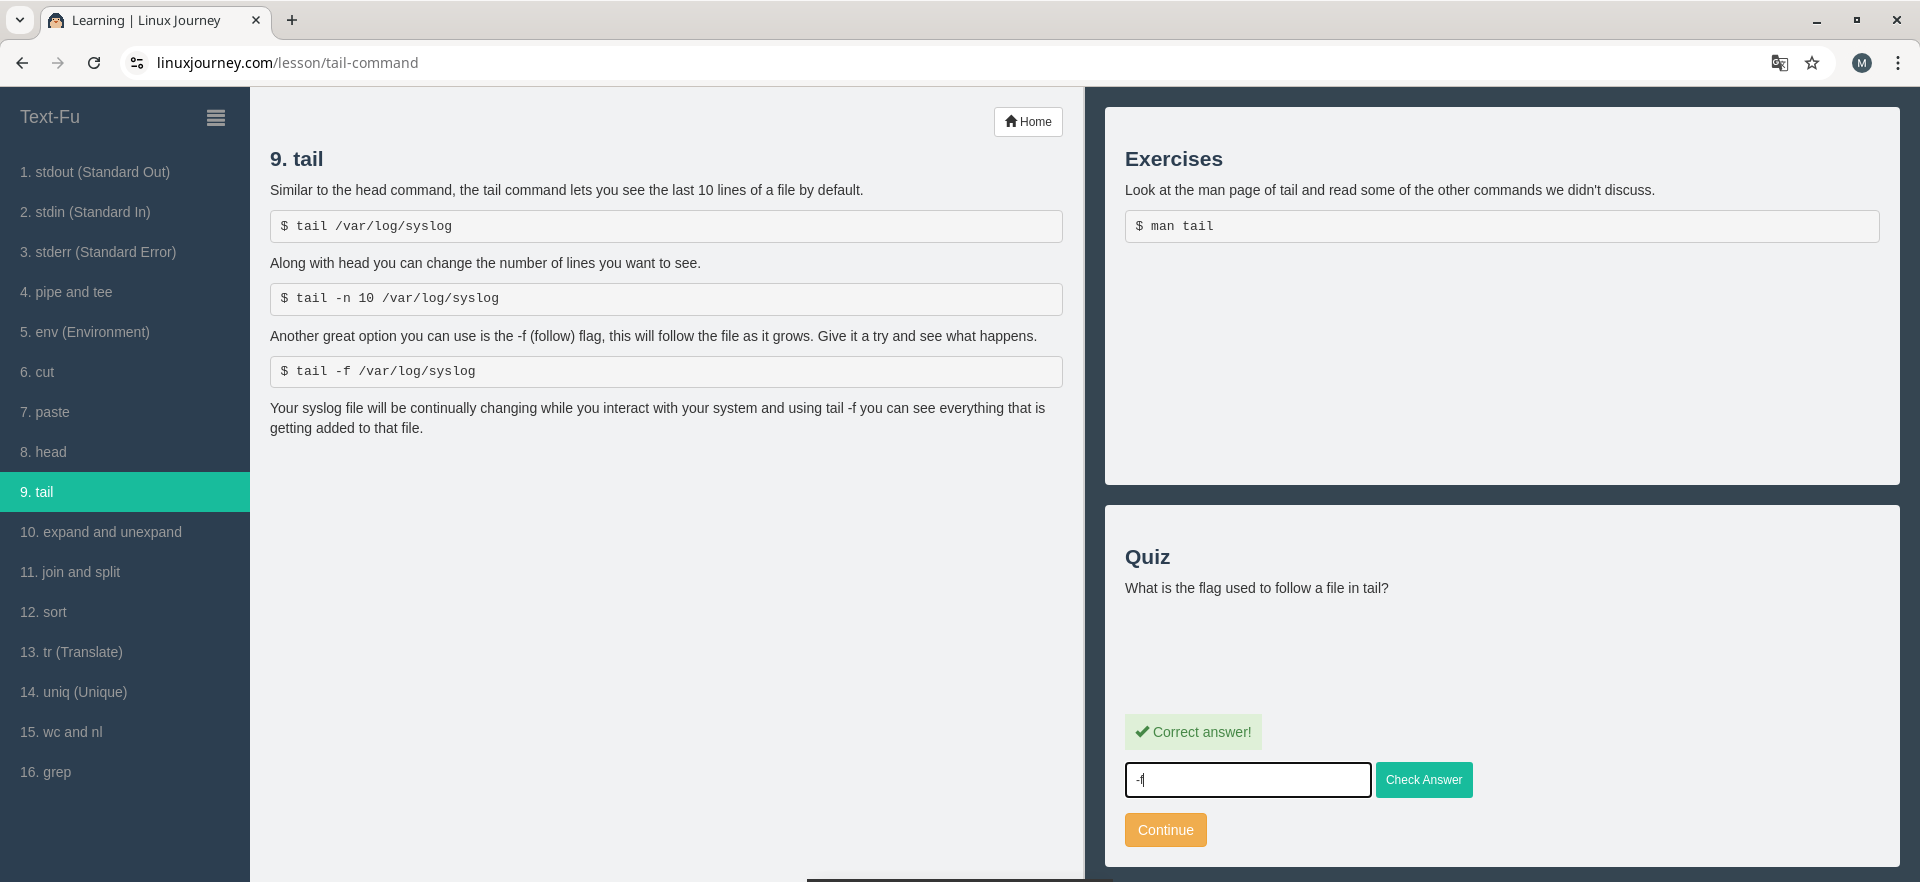 Learning | Linux Journey
linuxjourney.com/lesson/tail-command
M
Text-Fu
1. stdout (Standard Out)
2. stdin (Standard In)
3. stderr (Standard Error)
4. pipe and tee
5. env (Environment)
6. cut
7. paste
8. head
9. tail
10. expand and unexpand
11. join and split
12. sort
13. tr (Translate)
14. uniq (Unique)
15. wc and nl
16. grep
Home
9. tail
Similar to the head command, the tail command lets you see the last 10 lines of a file by default.
$ tail /var/log/syslog
Along with head you can change the number of lines you want to see.
$ tail -n 10 /var/log/syslog
Another great option you can use is the -f (follow) flag, this will follow the file as it grows. Give it a try and see what happens.
$ tail -f /var/log/syslog
Your syslog file will be continually changing while you interact with your system and using tail -f you can see everything that is
getting added to that file.
Exercises
Look at the man page of tail and read some of the other commands we didn't discuss.
$ man tail
Quiz
What is the flag used to follow a file in tail?
Correct answer!
-f
Check Answer
Continue